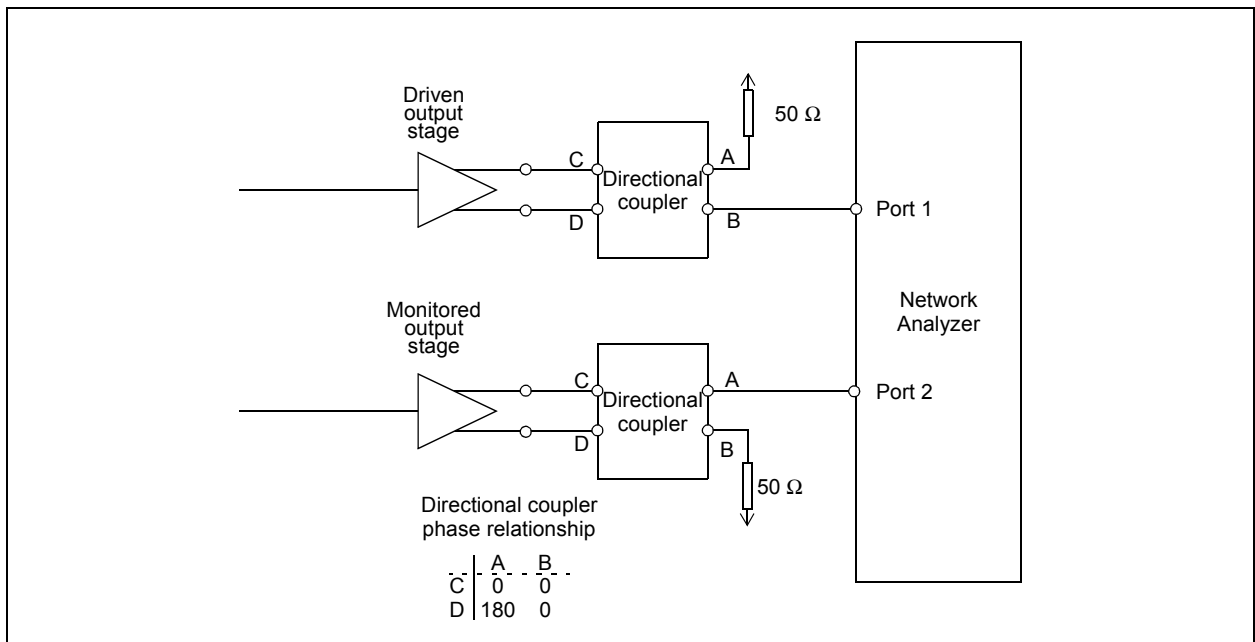 Driven
output
stage
C
D
Directional
coupler
A
B
50 Ω
Port 1
Network
Analyzer
Monitored
output
stage
C
D
Directional
coupler
A
B
Port 2
50 Ω
Directional coupler
phase relationship
A B
C 0 0
D 180 0